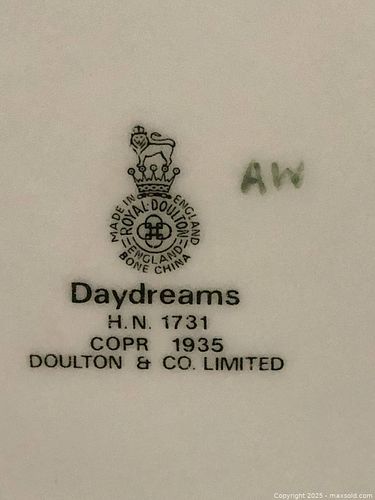 MADE IN ENGLAND
ROYAL·DOULTON
ENGLAND
BONE CHINA
AW
Daydreams
H.N. 1731
COPR 1935
DOULTON & CO. LIMITED
Copyright 2025 - maxsold.com